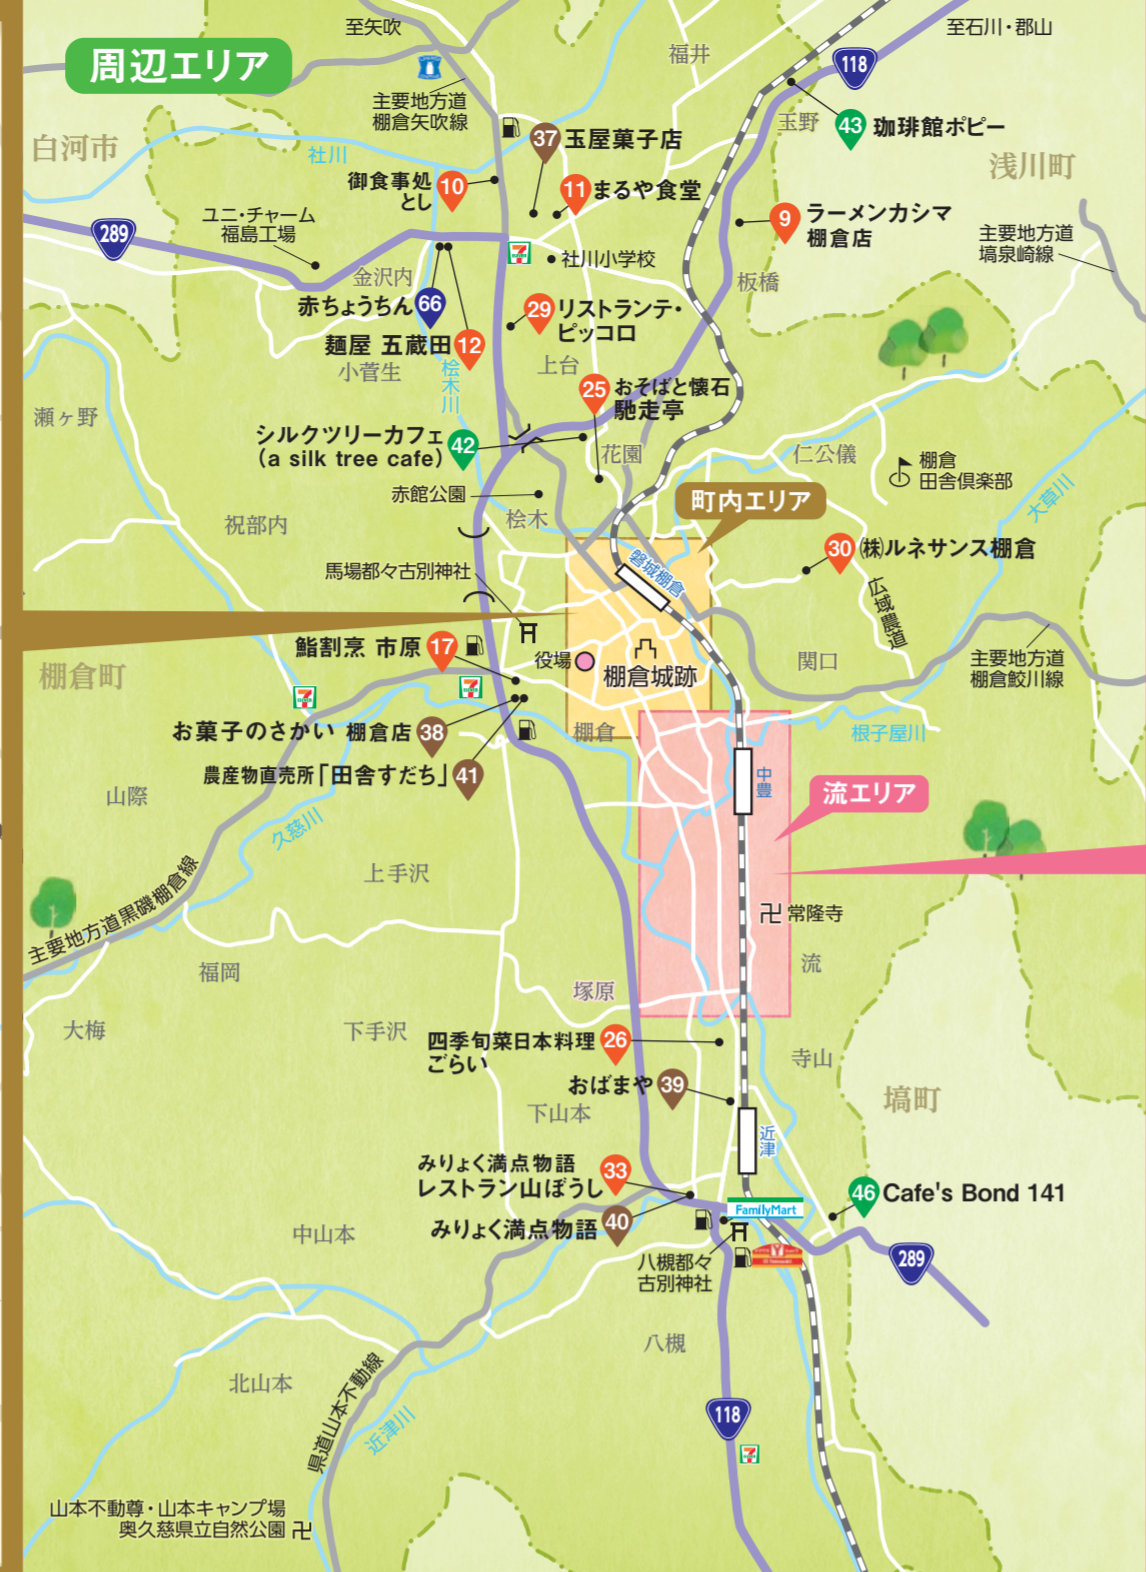 周辺エリア
至矢吹
至石川・郡山
福井
118
主要地方道
棚倉矢吹線
玉野
43 珈琲館ポピー
白河市
社川
37 玉屋菓子店
浅川町
御食事処
とし
10
11 まるや食堂
9
ラーメンカシマ
棚倉店
ユニ・チャーム
福島工場
289
主要地方道
塙泉崎線
社川小学校
金沢内
板橋
赤ちょうちん 66
29
リストランテ・
ピッコロ
麺屋 五蔵田 12
小菅生
桧木川
上台
25
おそばと懐石
馳走亭
瀬ヶ野
シルクツリーカフェ
(a silk tree cafe)
42
花園
仁公儀
棚倉
田舎倶楽部
赤館公園
桧木
町内エリア
大草川
祝部内
30 ㈱ルネサンス棚倉
磐城棚倉
馬場都々古別神社
広域農道
鮨割烹 市原 17
役場
棚倉城跡
関口
主要地方道
棚倉鮫川線
棚倉町
お菓子のさかい 棚倉店 38
棚倉
根子屋川
農産物直売所「田舎すだち」 41
中豊
流エリア
山際
久慈川
上手沢
主要地方道黒磯棚倉線
常隆寺
福岡
流
塚原
大梅
下手沢
四季旬菜日本料理
ごらい
26
寺山
おばまや 39
塙町
下山本
近津
みりょく満点物語
レストラン山ぼうし
33
46 Cafe's Bond 141
FamilyMart
みりょく満点物語 40
中山本
八槻都々
古別神社
289
八槻
北山本
県道山本不動線
近津川
118
山本不動尊・山本キャンプ場
奥久慈県立自然公園